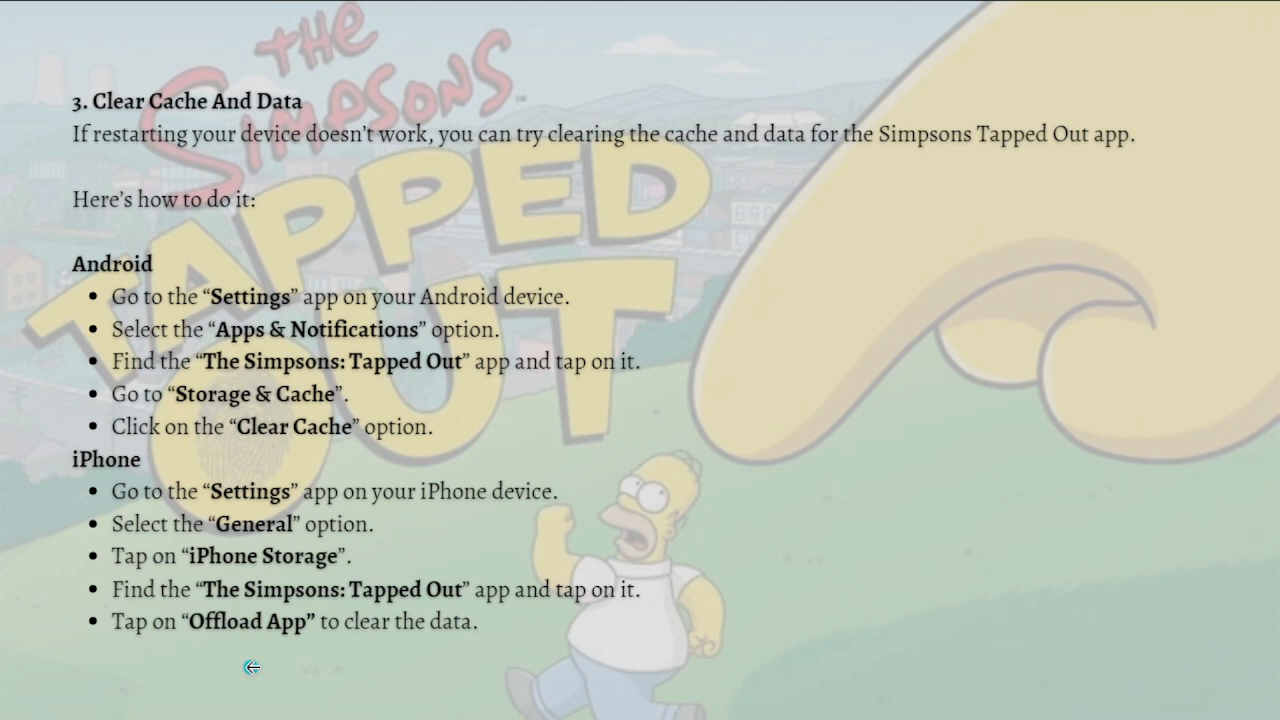 THE
SIMPSONS™
TAPPED
OUT
3. Clear Cache And Data
If restarting your device doesn't work, you can try clearing the cache and data for the Simpsons Tapped Out app.
Here's how to do it:
Android
• Go to the “Settings” app on your Android device.
• Select the “Apps & Notifications” option.
• Find the “The Simpsons: Tapped Out” app and tap on it.
• Go to “Storage & Cache”.
• Click on the “Clear Cache” option.
iPhone
• Go to the “Settings” app on your iPhone device.
• Select the “General” option.
• Tap on “iPhone Storage”.
• Find the “The Simpsons: Tapped Out” app and tap on it.
• Tap on “Offload App” to clear the data.